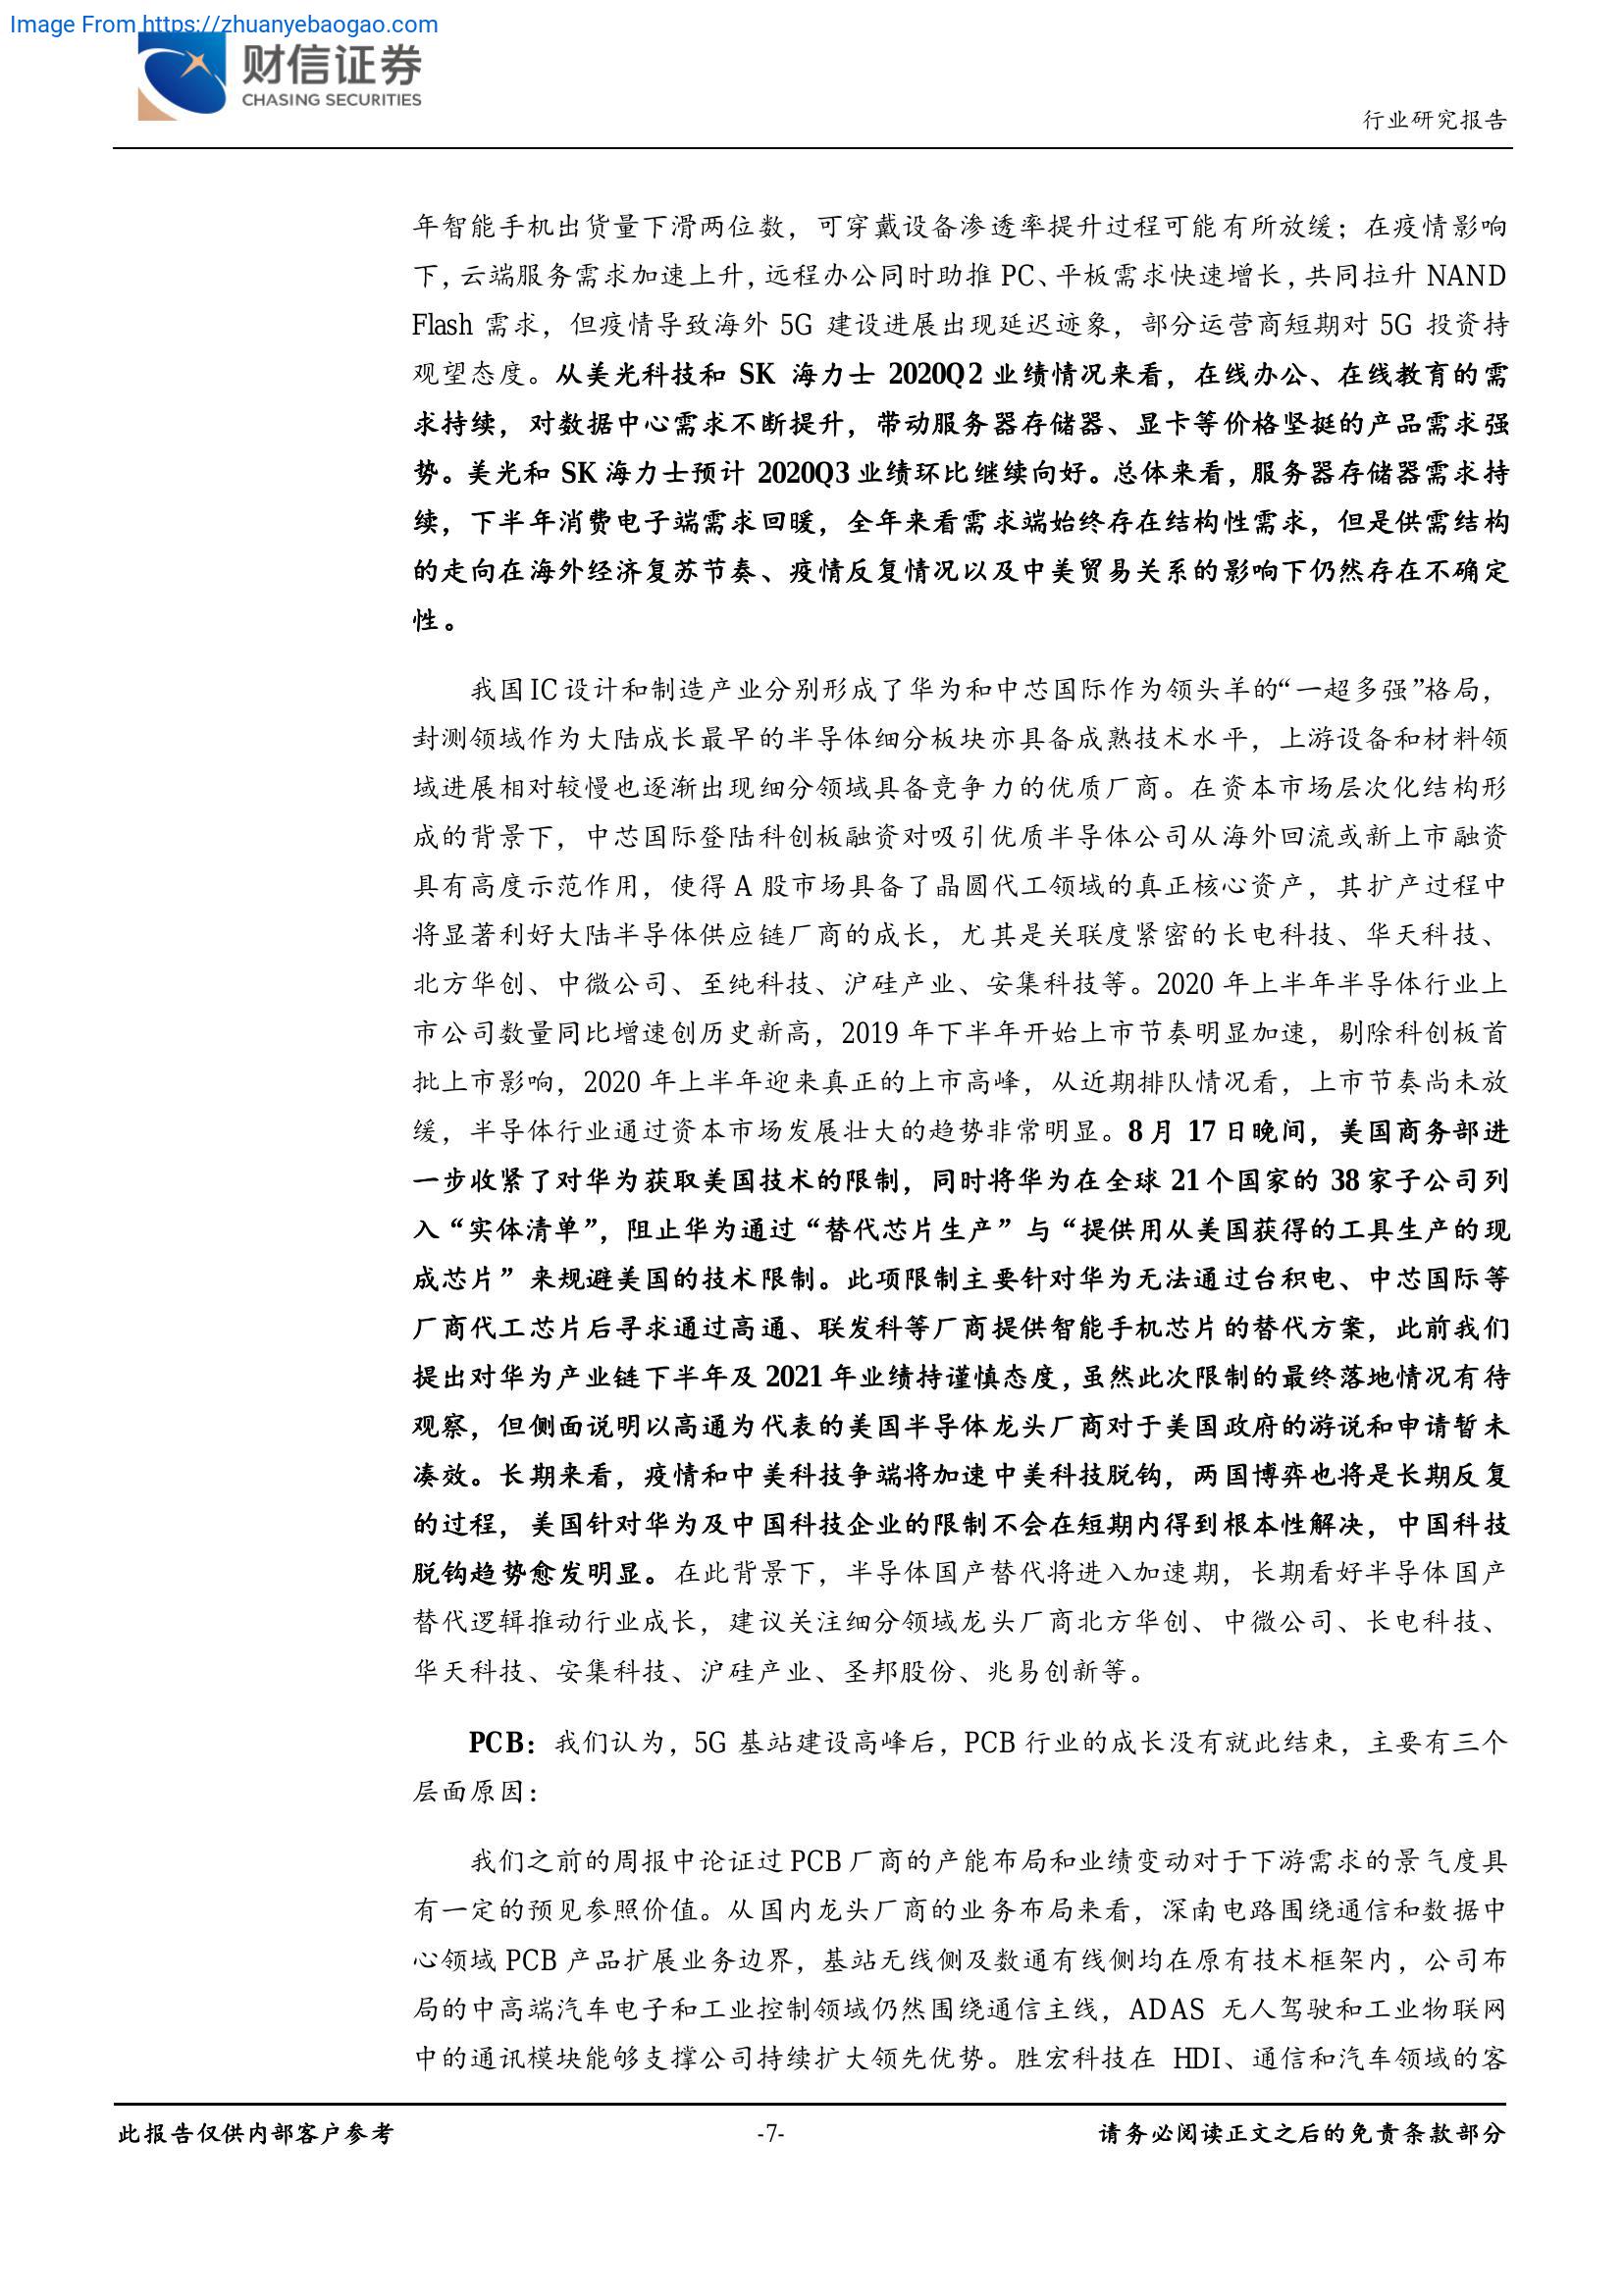 Image From https://zhuanyebaogao.com
财信证券
CHASING SECURITIES
行业研究报告
年智能手机出货量下滑两位数，可穿戴设备渗透率提升过程可能有所放缓；在疫情影响
下，云端服务需求加速上升，远程办公同时助推 PC、平板需求快速增长，共同拉升 NAND
Flash 需求，但疫情导致海外 5G 建设进展出现延迟迹象，部分运营商短期对 5G 投资持
观望态度。从美光科技和 SK 海力士 2020Q2 业绩情况来看，在线办公、在线教育的需
求持续，对数据中心需求不断提升，带动服务器存储器、显卡等价格坚挺的产品需求强
势。美光和 SK 海力士预计 2020Q3 业绩环比继续向好。总体来看，服务器存储器需求持
续，下半年消费电子端需求回暖，全年来看需求端始终存在结构性需求，但是供需结构
的走向在海外经济复苏节奏、疫情反复情况以及中美贸易关系的影响下仍然存在不确定
性。
我国 IC 设计和制造产业分别形成了华为和中芯国际作为领头羊的“一超多强”格局，
封测领域作为大陆成长最早的半导体细分板块亦具备成熟技术水平，上游设备和材料领
域进展相对较慢也逐渐出现细分领域具备竞争力的优质厂商。在资本市场层次化结构形
成的背景下，中芯国际登陆科创板融资对吸引优质半导体公司从海外回流或新上市融资
具有高度示范作用，使得 A 股市场具备了晶圆代工领域的真正核心资产，其扩产过程中
将显著利好大陆半导体供应链厂商的成长，尤其是关联度紧密的长电科技、华天科技、
北方华创、中微公司、至纯科技、沪硅产业、安集科技等。2020 年上半年半导体行业上
市公司数量同比增速创历史新高，2019 年下半年开始上市节奏明显加速，剔除科创板首
批上市影响，2020 年上半年迎来真正的上市高峰，从近期排队情况看，上市节奏尚未放
缓，半导体行业通过资本市场发展壮大的趋势非常明显。8 月 17 日晚间，美国商务部进
一步收紧了对华为获取美国技术的限制，同时将华为在全球 21 个国家的 38 家子公司列
入“实体清单”，阻止华为通过“替代芯片生产”与“提供用从美国获得的工具生产的现
成芯片”来规避美国的技术限制。此项限制主要针对华为无法通过台积电、中芯国际等
厂商代工芯片后寻求通过高通、联发科等厂商提供智能手机芯片的替代方案，此前我们
提出对华为产业链下半年及 2021 年业绩持谨慎态度，虽然此次限制的最终落地情况有待
观察，但侧面说明以高通为代表的美国半导体龙头厂商对于美国政府的游说和申请暂未
凑效。长期来看，疫情和中美科技争端将加速中美科技脱钩，两国博弈也将是长期反复
的过程，美国针对华为及中国科技企业的限制不会在短期内得到根本性解决，中国科技
脱钩趋势愈发明显。在此背景下，半导体国产替代将进入加速期，长期看好半导体国产
替代逻辑推动行业成长，建议关注细分领域龙头厂商北方华创、中微公司、长电科技、
华天科技、安集科技、沪硅产业、圣邦股份、兆易创新等。
PCB：我们认为，5G 基站建设高峰后，PCB 行业的成长没有就此结束，主要有三个
层面原因：
我们之前的周报中论证过 PCB 厂商的产能布局和业绩变动对于下游需求的景气度具
有一定的预见参照价值。从国内龙头厂商的业务布局来看，深南电路围绕通信和数据中
心领域 PCB 产品扩展业务边界，基站无线侧及数通有线侧均在原有技术框架内，公司布
局的中高端汽车电子和工业控制领域仍然围绕通信主线，ADAS 无人驾驶和工业物联网
中的通讯模块能够支撑公司持续扩大领先优势。胜宏科技在 HDI、通信和汽车领域的客
此报告仅供内部客户参考
-7-
请务必阅读正文之后的免责条款部分